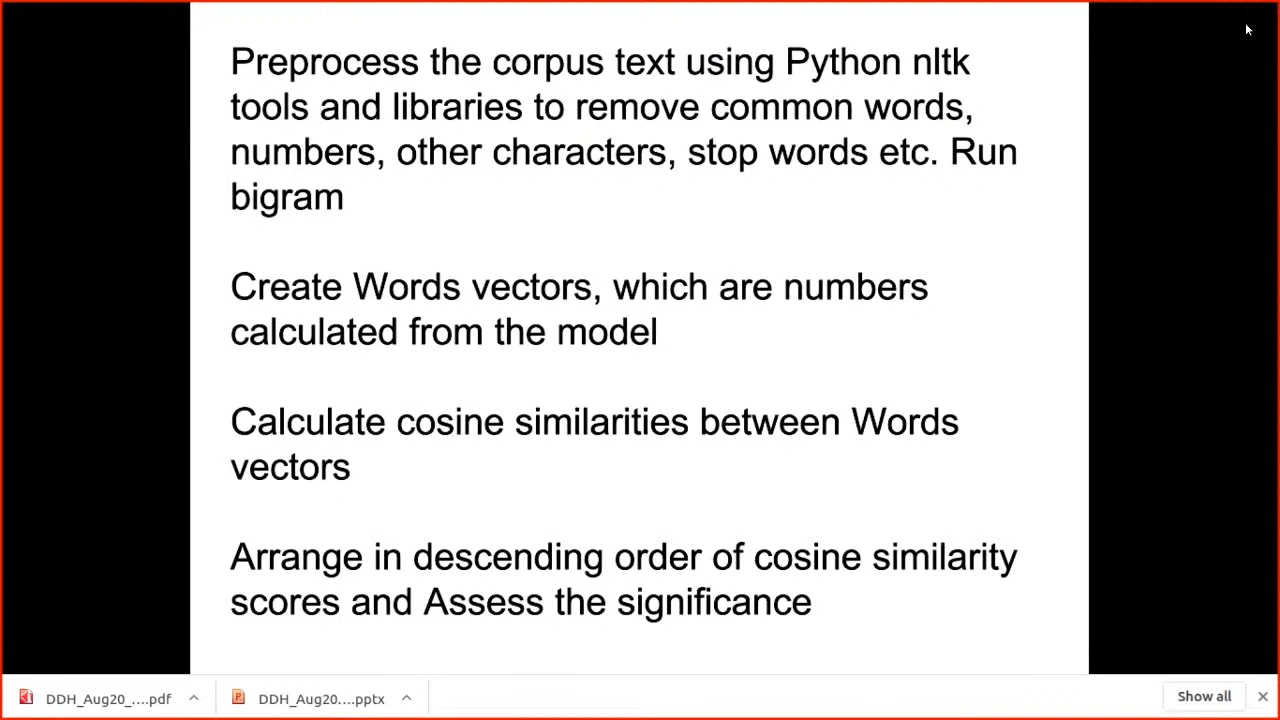 Preprocess the corpus text using Python nltk
tools and libraries to remove common words,
numbers, other characters, stop words etc. Run
bigram
Create Words vectors, which are numbers
calculated from the model
Calculate cosine similarities between Words
vectors
Arrange in descending order of cosine similarity
scores and Assess the significance
DDH_Aug20_....pdf
DDH_Aug20....pptx
Show all